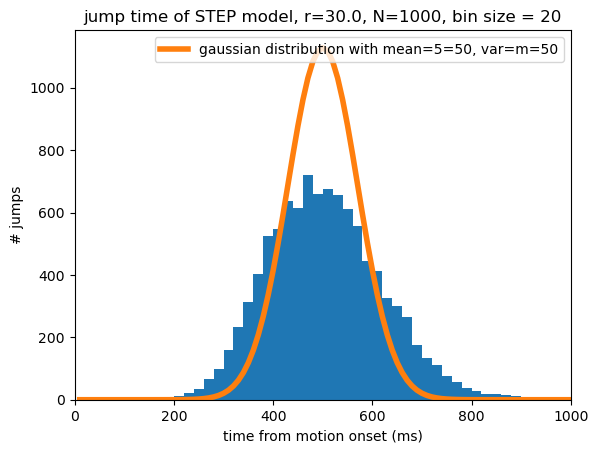 jump time of STEP model, r=30.0, N=1000, bin size = 20
gaussian distribution with mean=5=50, var=m=50
1000
800
600
400
200
0
# jumps
0 200 400 600 800 1000
time from motion onset (ms)